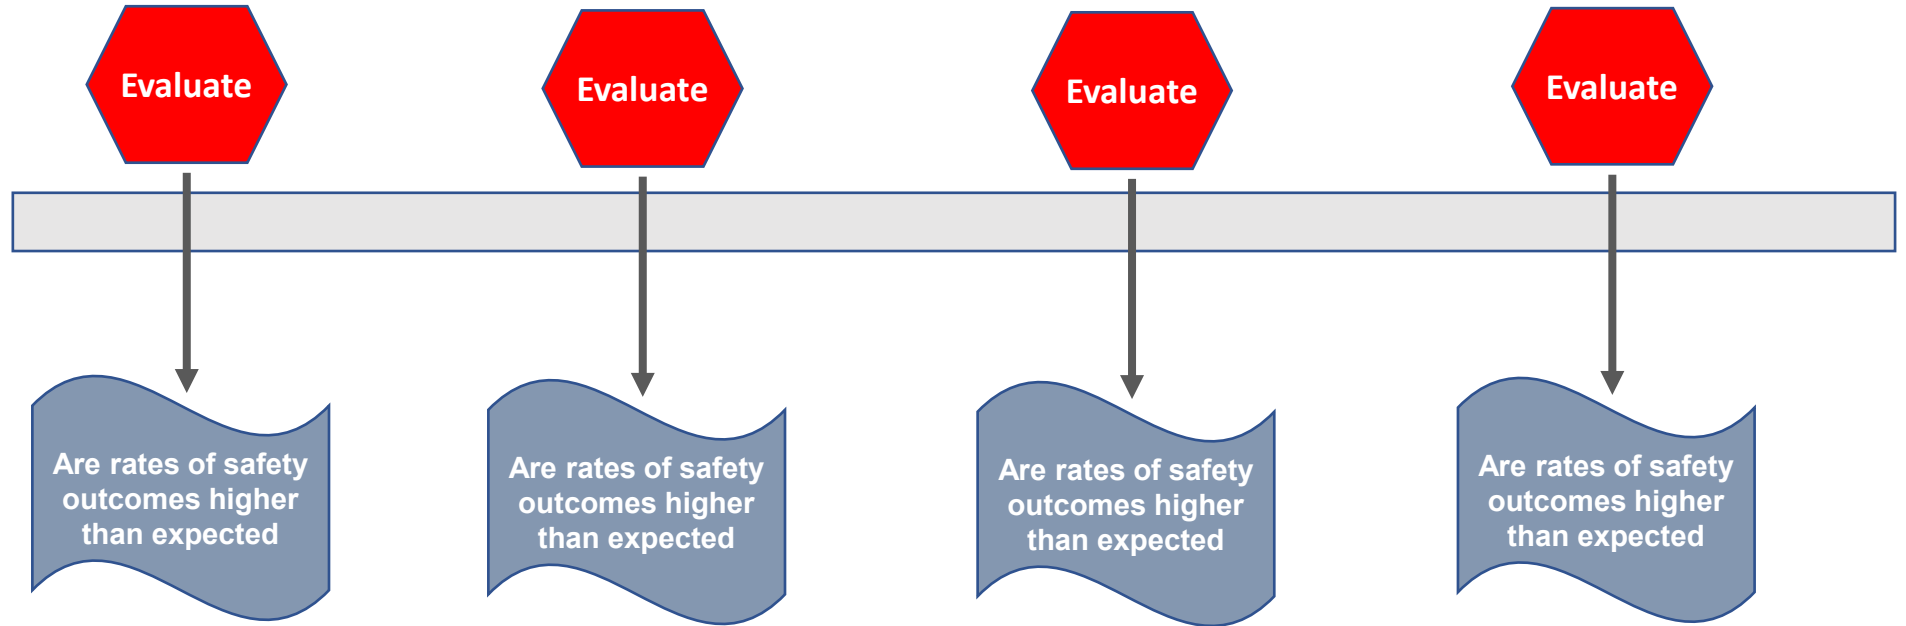 Evaluate
Evaluate
Evaluate
Evaluate
Are rates of safety
outcomes higher
than expected
Are rates of safety
outcomes higher
than expected
Are rates of safety
outcomes higher
than expected
Are rates of safety
outcomes higher
than expected